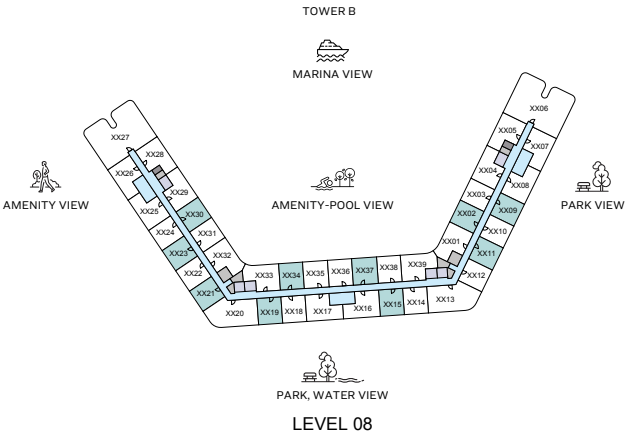 TOWER B
MARINA VIEW
XX06
XX27
XX05
XX07
XX28
XX26
XX04
XX08
XX29
AMENITY VIEW
AMENITY-POOL VIEW
PARK VIEW
XX25
XX30
XX03
XX02
XX09
XX24
XX31
XX10
XX23
XX32
XX01
XX11
XX22
XX33
XX34
XX35
XX36
XX37
XX38
XX39
XX12
XX21
XX20
XX19
XX18
XX17
XX16
XX15
XX14
XX13
PARK, WATER VIEW
LEVEL 08